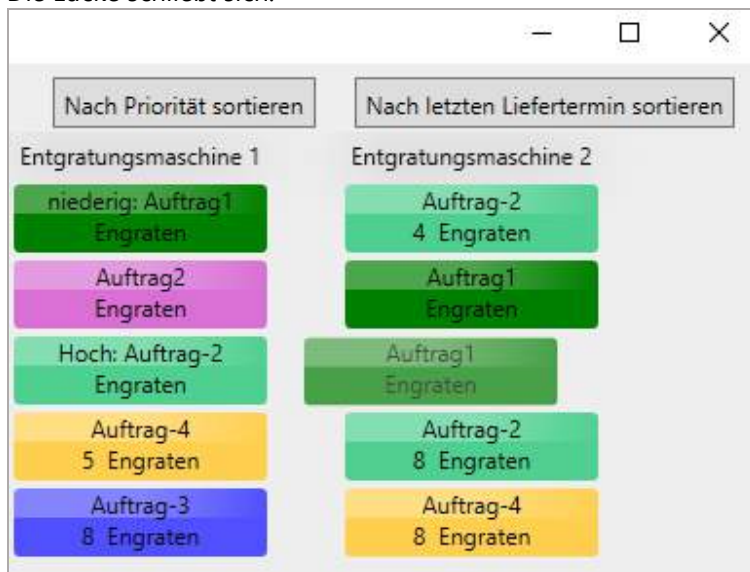 Die Lücke schließt sich.
Nach Priorität sortieren
Nach letzten Liefertermin sortieren
Entgratungsmaschine 1
niederig: Auftrag1
Engraten
Auftrag2
Engraten
Hoch: Auftrag-2
Engraten
Auftrag-4
5 Engraten
Auftrag-3
8 Engraten
Entgratungsmaschine 2
Auftrag-2
4 Engraten
Auftrag1
Engraten
Auftrag1
Engraten
Auftrag-2
8 Engraten
Auftrag-4
8 Engraten